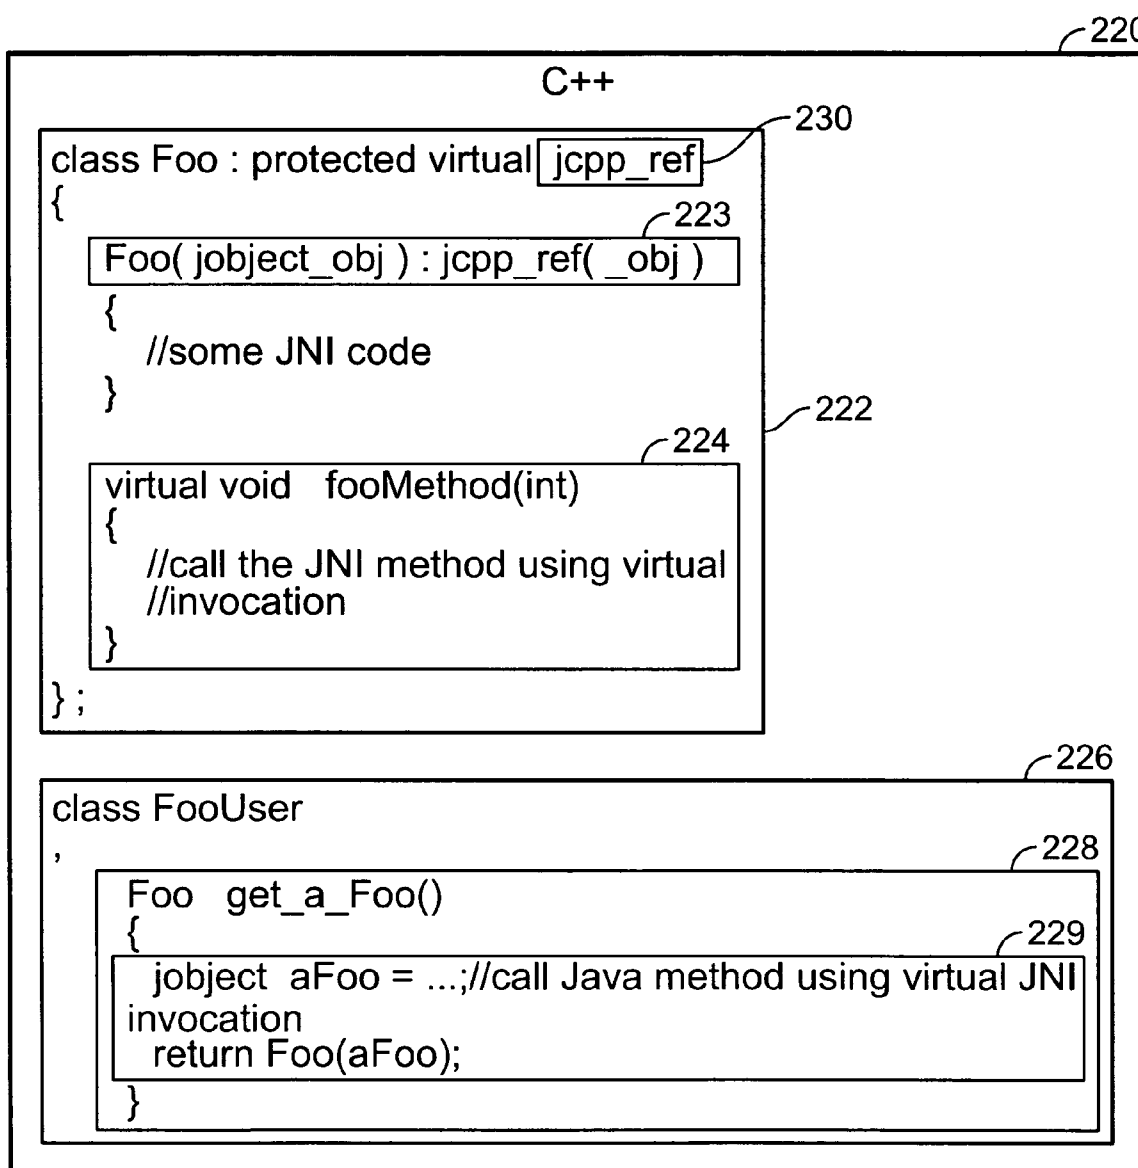 220
C++
230
class Foo : protected virtual jcpp_ref
{
223
Foo( jobject_obj ) : jcpp_ref( _obj )
{
//some JNI code
}
222
224
virtual void fooMethod(int)
{
//call the JNI method using virtual
//invocation
}
} ;
226
class FooUser
,
228
Foo get_a_Foo()
{
229
jobject aFoo = ...;//call Java method using virtual JNI
invocation
return Foo(aFoo);
}